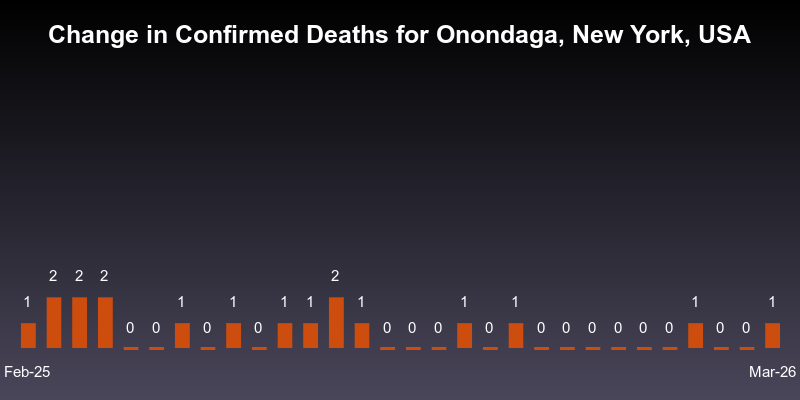 Change in Confirmed Deaths for Onondaga, New York, USA
1 2 2 2 0 0 1 0 1 0 1 1 2 1 0 0 0 1 0 1 0 0 0 0 0 0 1 0 0 1
Feb-25 Mar-26